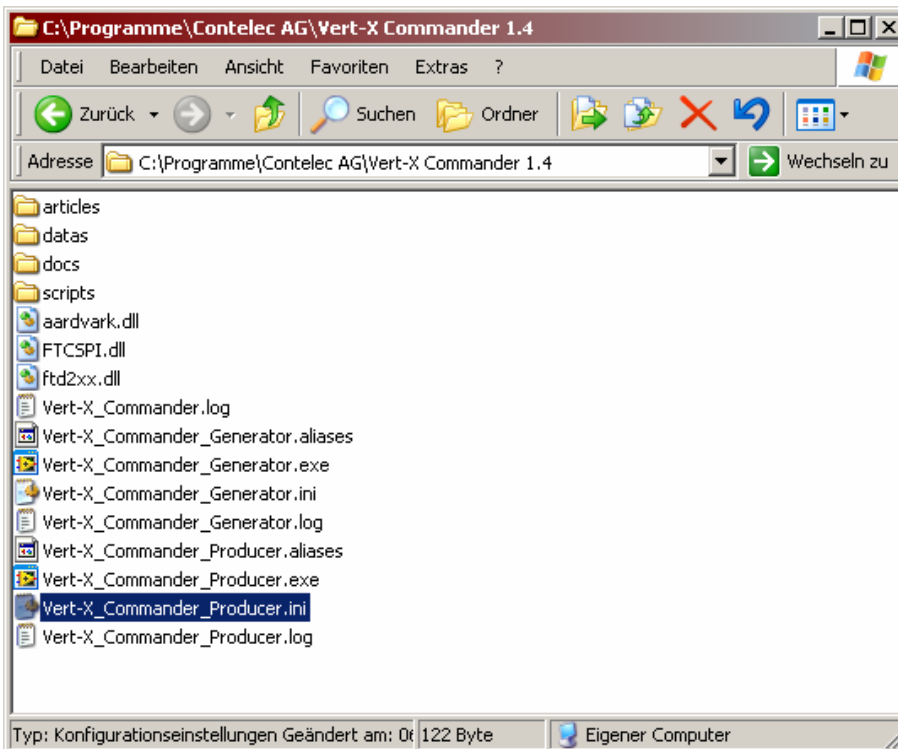 C:\Programme\Contelec AG\Vert-X Commander 1.4
Datei Bearbeiten Ansicht Favoriten Extras ?
Zurück Suchen Ordner
Adresse C:\Programme\Contelec AG\Vert-X Commander 1.4 Wechseln zu
articles
datas
docs
scripts
aardvark.dll
FTCSPI.dll
ftd2xx.dll
Vert-X_Commander.log
Vert-X_Commander_Generator.aliases
Vert-X_Commander_Generator.exe
Vert-X_Commander_Generator.ini
Vert-X_Commander_Generator.log
Vert-X_Commander_Producer.aliases
Vert-X_Commander_Producer.exe
Vert-X_Commander_Producer.ini
Vert-X_Commander_Producer.log
Typ: Konfigurationseinstellungen Geändert am: 122 Byte Eigener Computer